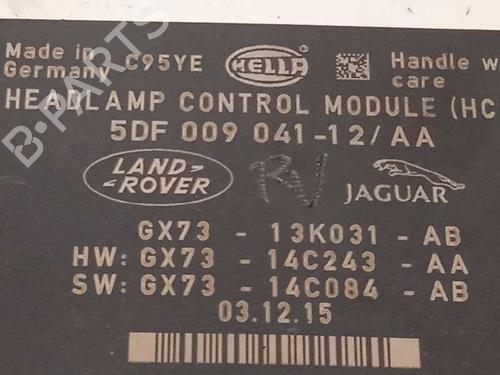 Made in Germany C95YE HELLA Handle w
care
HEADLAMP CONTROL MODULE (HC
5DF 009 041-12/AA
LAND-ROVER RV JAGUAR
GX73 - 13K031 - AB
HW: GX73 - 14C243 - AA
SW: GX73 - 14C084 - AB
03.12.15